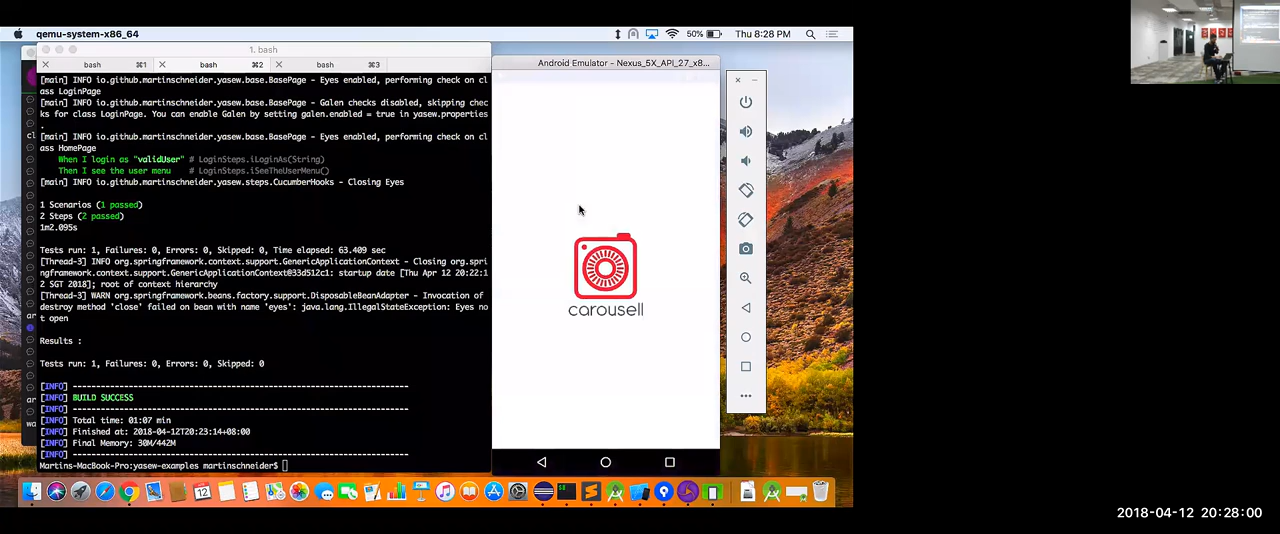 qemu-system-x86_64
50%
Thu 8:28 PM
1. bash
bash ⌘1
bash ⌘2
bash ⌘3
[main] INFO io.github.martinschneider.yasew.base.BasePage - Eyes enabled, performing check on cl
ass LoginPage
[main] INFO io.github.martinschneider.yasew.base.BasePage - Galen checks disabled, skipping chec
ks for class LoginPage. You can enable Galen by setting galen.enabled = true in yasew.properties
.
[main] INFO io.github.martinschneider.yasew.base.BasePage - Eyes enabled, performing check on cl
ass HomePage
When I login as "validUser" # LoginSteps.iLoginAs(String)
Then I see the user menu # LoginSteps.iSeeTheUserMenu()
[main] INFO io.github.martinschneider.yasew.steps.CucumberHooks - Closing Eyes
1 Scenarios (1 passed)
2 Steps (2 passed)
1m2.095s
Tests run: 1, Failures: 0, Errors: 0, Skipped: 0, Time elapsed: 63.409 sec
[Thread-3] INFO org.springframework.context.support.GenericApplicationContext - Closing org.spri
ngframework.context.support.GenericApplicationContext@33d512c1: startup date [Thu Apr 12 20:22:1
2 SGT 2018]; root of context hierarchy
[Thread-3] WARN org.springframework.beans.factory.support.DisposableBeanAdapter - Invocation of
destroy method 'close' failed on bean with name 'eyes': java.lang.IllegalStateException: Eyes no
t open
Results :
Tests run: 1, Failures: 0, Errors: 0, Skipped: 0
[INFO] ------------------------------------------------------------------------
[INFO] BUILD SUCCESS
[INFO] ------------------------------------------------------------------------
[INFO] Total time: 01:07 min
[INFO] Finished at: 2018-04-12T20:23:14+08:00
[INFO] Final Memory: 30M/442M
[INFO] ------------------------------------------------------------------------
Martins-MacBook-Pro:yasew-examples martinschneider$
Android Emulator - Nexus_5X_API_27_x8...
carousell
12
2018-04-12 20:28:00